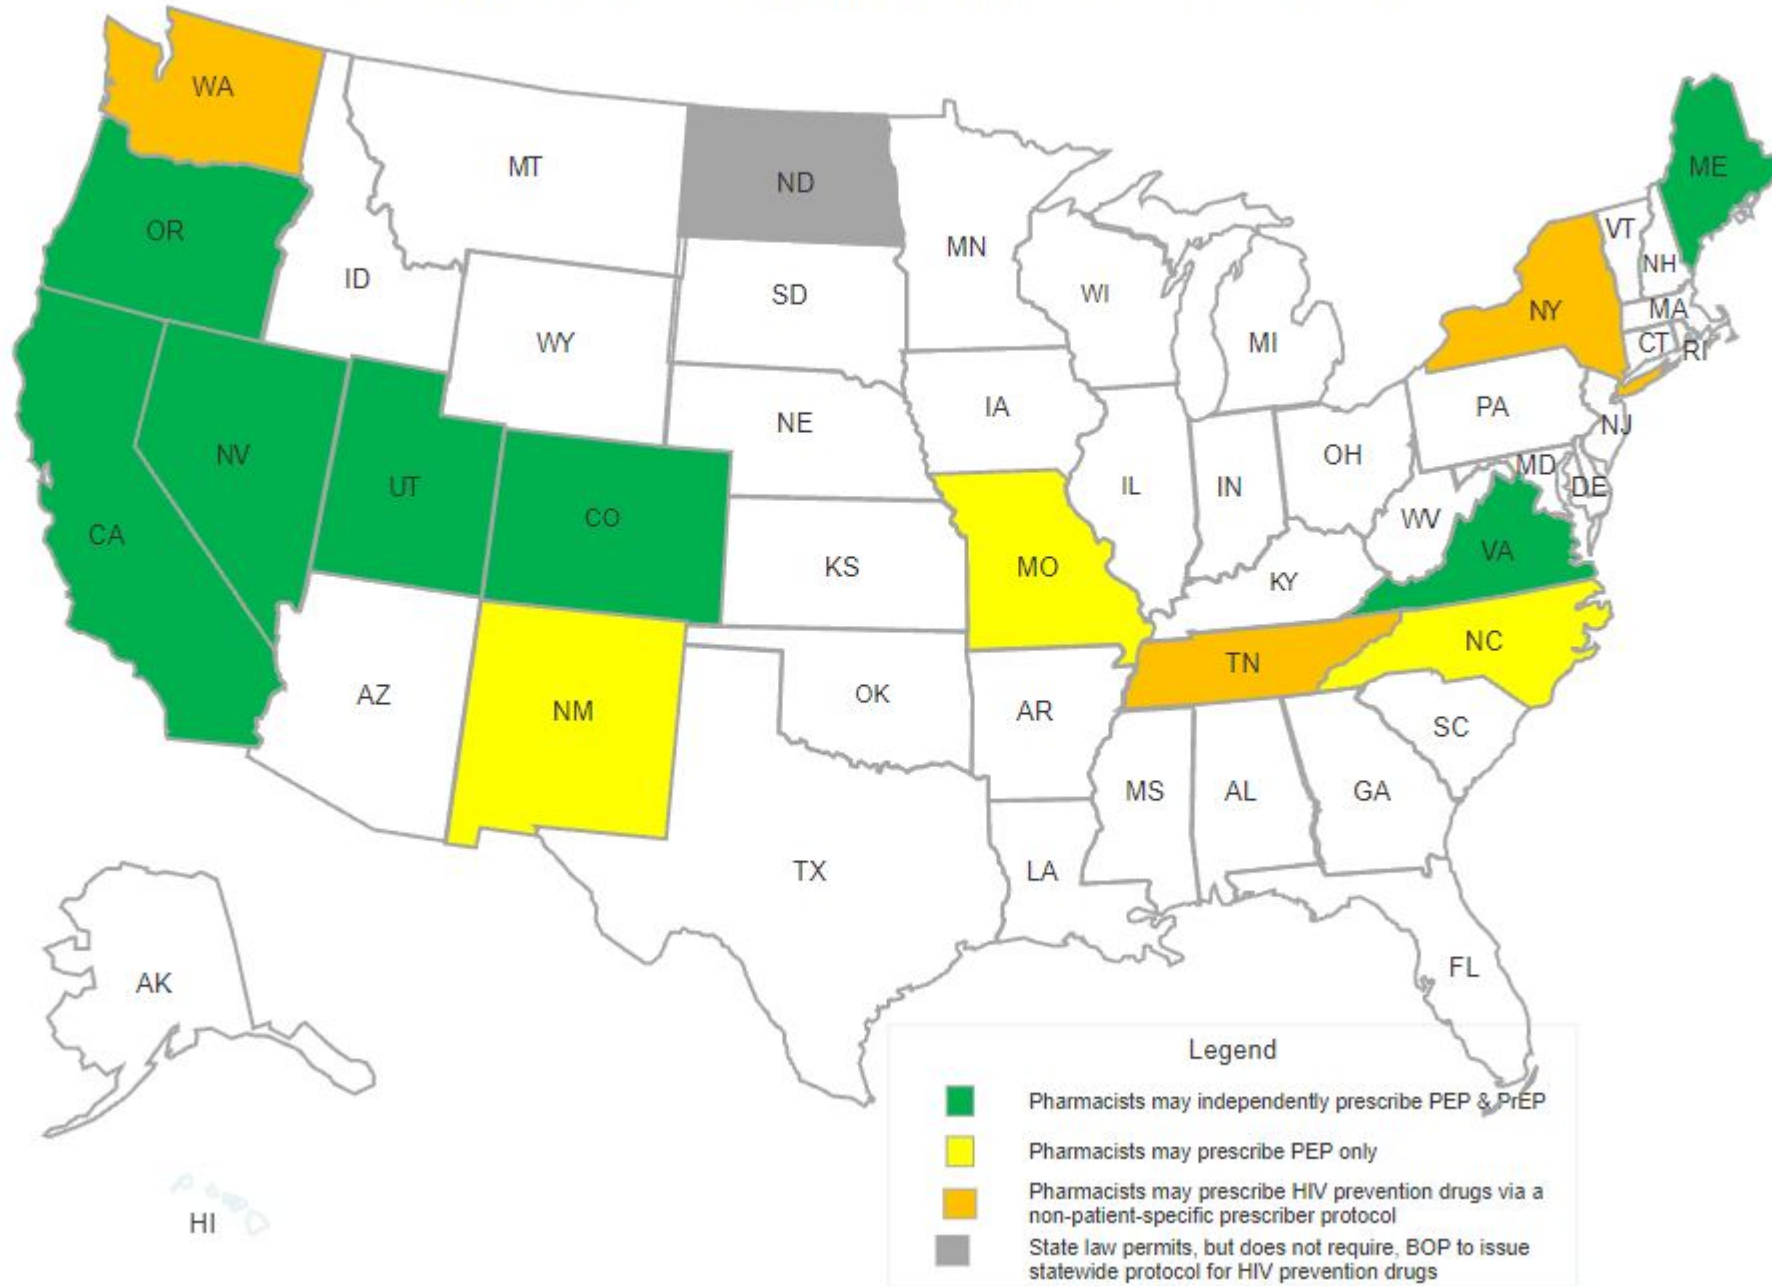 WA
MT
ND
MN
ME
OR
ID
SD
WI
VT
NH
WY
MI
NY
MA
CT
RI
NE
IA
PA
NJ
NV
UT
CO
IL
IN
OH
MD
DE
WV
CA
KS
MO
KY
VA
AZ
NM
OK
AR
TN
NC
SC
TX
LA
MS
AL
GA
AK
FL
HI
Legend
Pharmacists may independently prescribe PEP & PrEP
Pharmacists may prescribe PEP only
Pharmacists may prescribe HIV prevention drugs via a
non-patient-specific prescriber protocol
State law permits, but does not require, BOP to issue
statewide protocol for HIV prevention drugs